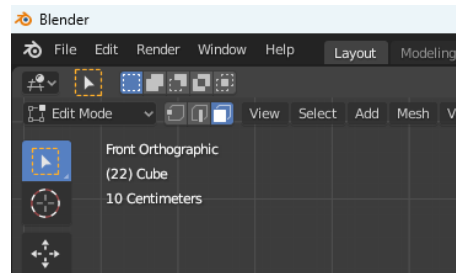 Blender
File Edit Render Window Help Layout Modeling
Edit Mode View Select Add Mesh V
Front Orthographic
(22) Cube
10 Centimeters